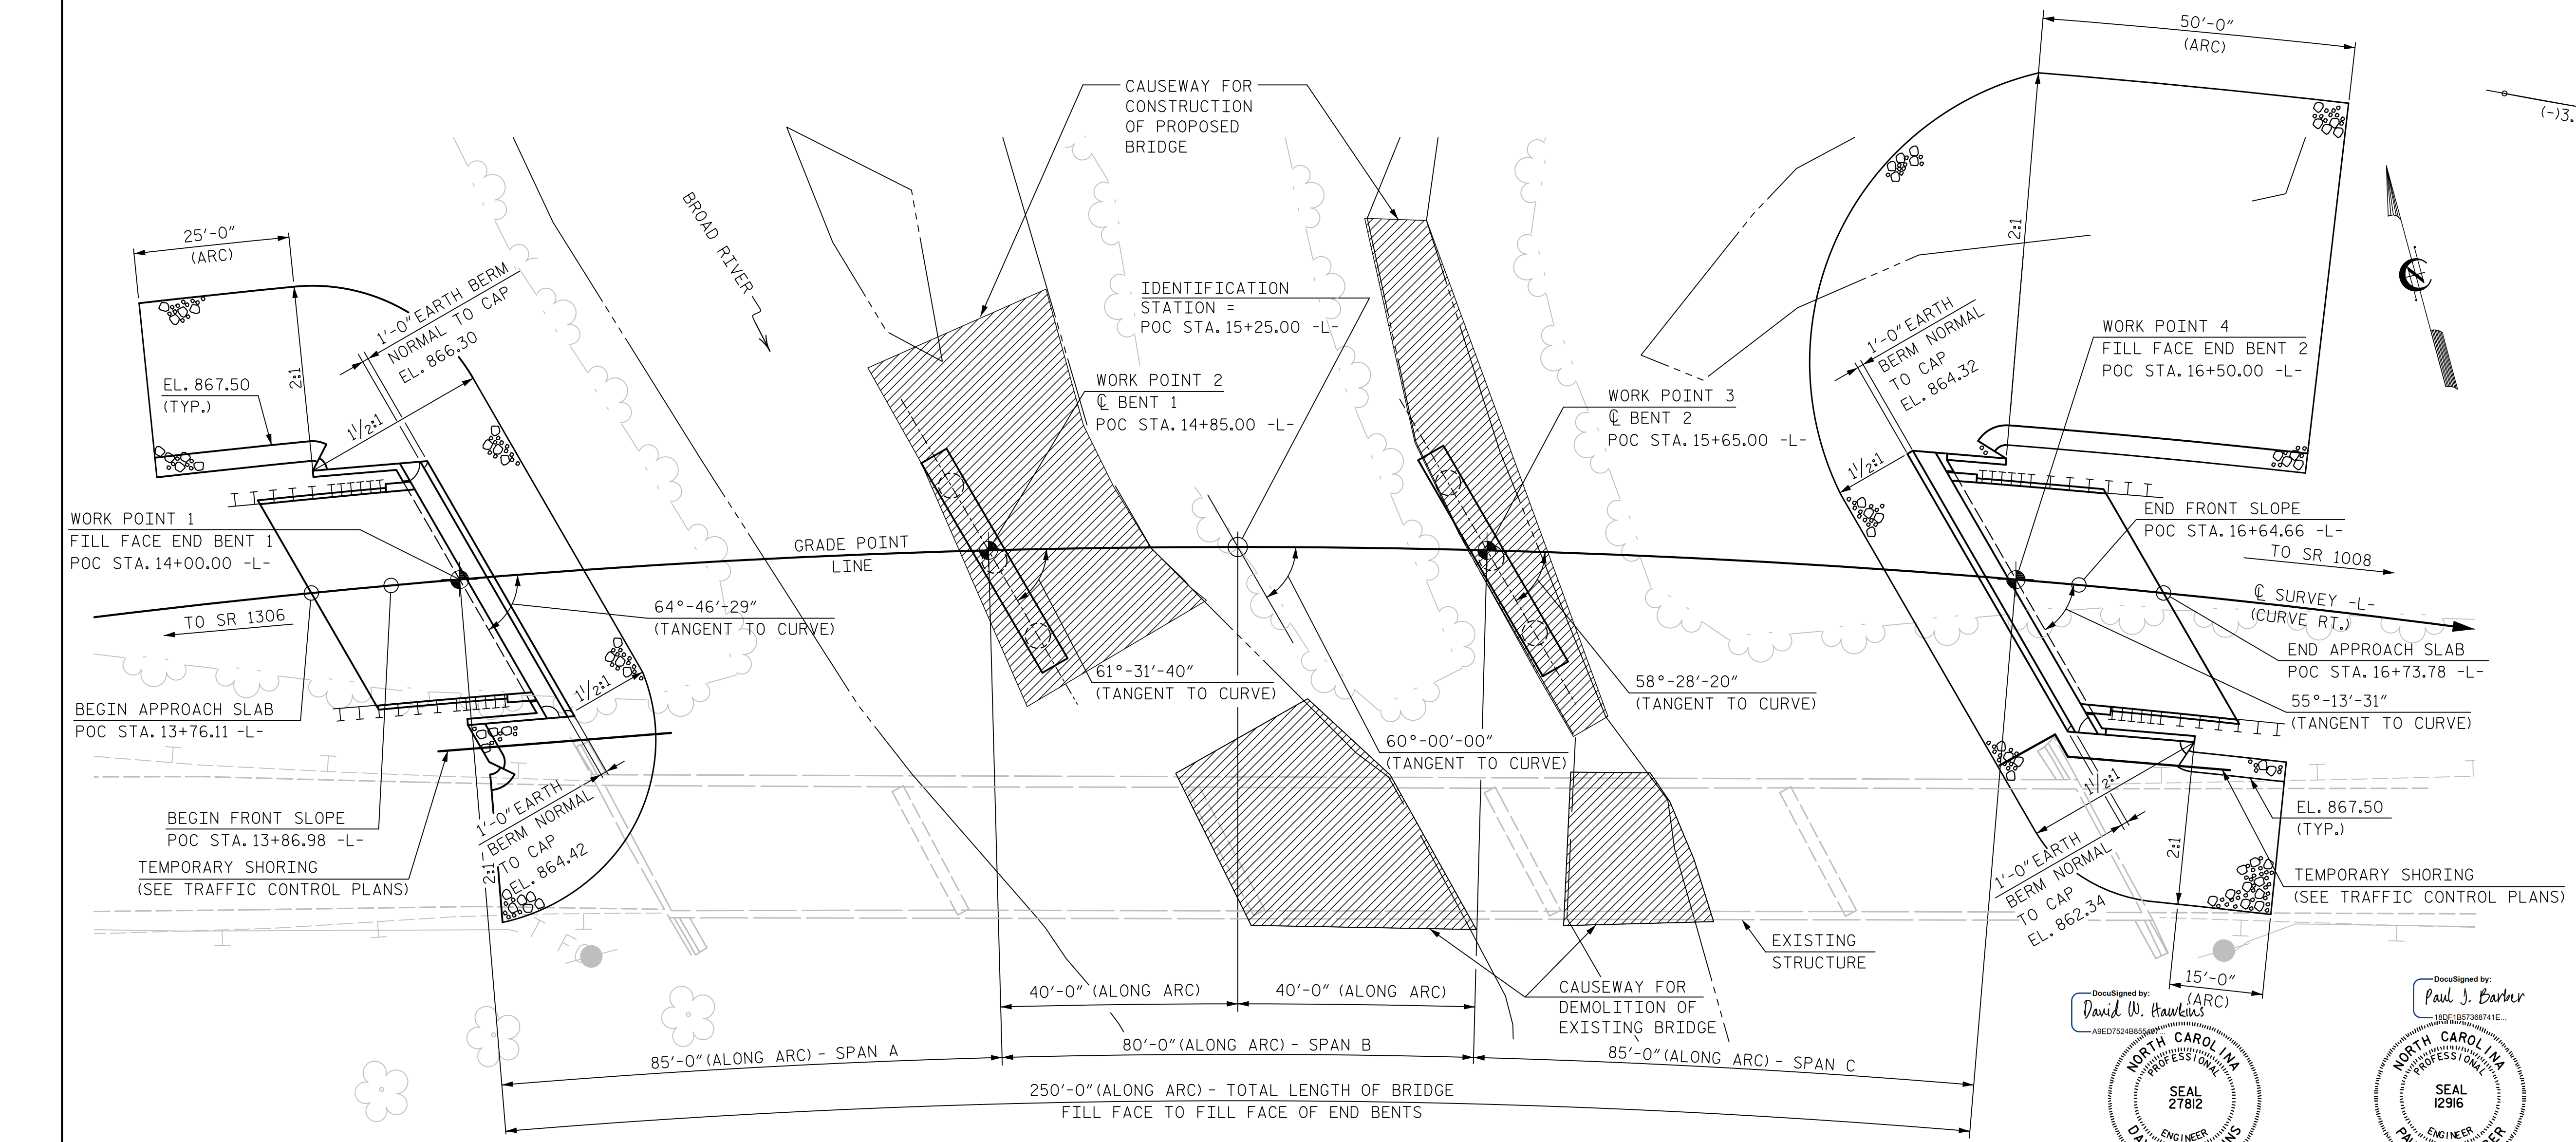 50'-0"
(ARC)
(-)3.
CAUSEWAY FOR
CONSTRUCTION
OF PROPOSED
BRIDGE
BROAD RIVER
25'-0"
(ARC)
1'-0" EARTH BERM
NORMAL TO CAP
EL. 866.30
2:1
1½:1
EL. 867.50
(TYP.)
IDENTIFICATION
STATION =
POC STA. 15+25.00 -L-
WORK POINT 2
℄ BENT 1
POC STA. 14+85.00 -L-
WORK POINT 3
℄ BENT 2
POC STA. 15+65.00 -L-
2:1
1'-0" EARTH
BERM NORMAL
TO CAP
EL. 864.32
1½:1
WORK POINT 4
FILL FACE END BENT 2
POC STA. 16+50.00 -L-
WORK POINT 1
FILL FACE END BENT 1
POC STA. 14+00.00 -L-
GRADE POINT
LINE
END FRONT SLOPE
POC STA. 16+64.66 -L-
TO SR 1008
℄ SURVEY -L-
(CURVE RT.)
TO SR 1306
64°-46'-29"
(TANGENT TO CURVE)
61°-31'-40"
(TANGENT TO CURVE)
60°-00'-00"
(TANGENT TO CURVE)
58°-28'-20"
(TANGENT TO CURVE)
END APPROACH SLAB
POC STA. 16+73.78 -L-
55°-13'-31"
(TANGENT TO CURVE)
BEGIN APPROACH SLAB
POC STA. 13+76.11 -L-
1½:1
BEGIN FRONT SLOPE
POC STA. 13+86.98 -L-
TEMPORARY SHORING
(SEE TRAFFIC CONTROL PLANS)
1'-0" EARTH
BERM NORMAL
TO CAP
EL. 864.42
2:1
1½:1
EL. 867.50
(TYP.)
2:1
1'-0" EARTH
BERM NORMAL
TO CAP
EL. 862.34
TEMPORARY SHORING
(SEE TRAFFIC CONTROL PLANS)
EXISTING
STRUCTURE
CAUSEWAY FOR
DEMOLITION OF
EXISTING BRIDGE
15'-0"
(ARC)
40'-0" (ALONG ARC)
40'-0" (ALONG ARC)
85'-0" (ALONG ARC) - SPAN A
80'-0" (ALONG ARC) - SPAN B
85'-0" (ALONG ARC) - SPAN C
250'-0" (ALONG ARC) - TOTAL LENGTH OF BRIDGE
FILL FACE TO FILL FACE OF END BENTS
DocuSigned by:
David W. Hawkins
NORTH CAROLINA
PROFESSIONAL
SEAL
27812
ENGINEER
DocuSigned by:
Paul J. Barber
18DF1B57368741E...
NORTH CAROLINA
PROFESSIONAL
SEAL
12916
ENGINEER